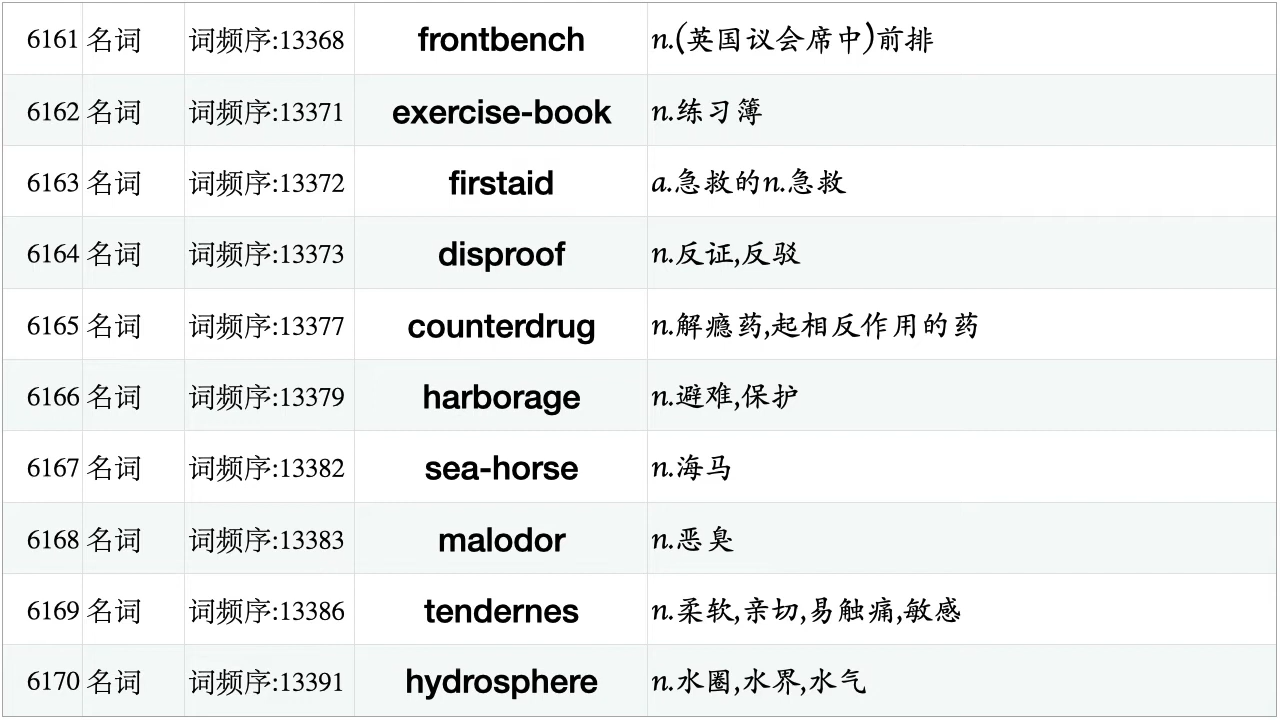 6161 名词 词频序:13368 frontbench n.(英国议会席中)前排
6162 名词 词频序:13371 exercise-book n.练习簿
6163 名词 词频序:13372 firstaid a.急救的n.急救
6164 名词 词频序:13373 disproof n.反证,反驳
6165 名词 词频序:13377 counterdrug n.解瘾药,起相反作用的药
6166 名词 词频序:13379 harborage n.避难,保护
6167 名词 词频序:13382 sea-horse n.海马
6168 名词 词频序:13383 malodor n.恶臭
6169 名词 词频序:13386 tendernes n.柔软,亲切,易触痛,敏感
6170 名词 词频序:13391 hydrosphere n.水圈,水界,水气